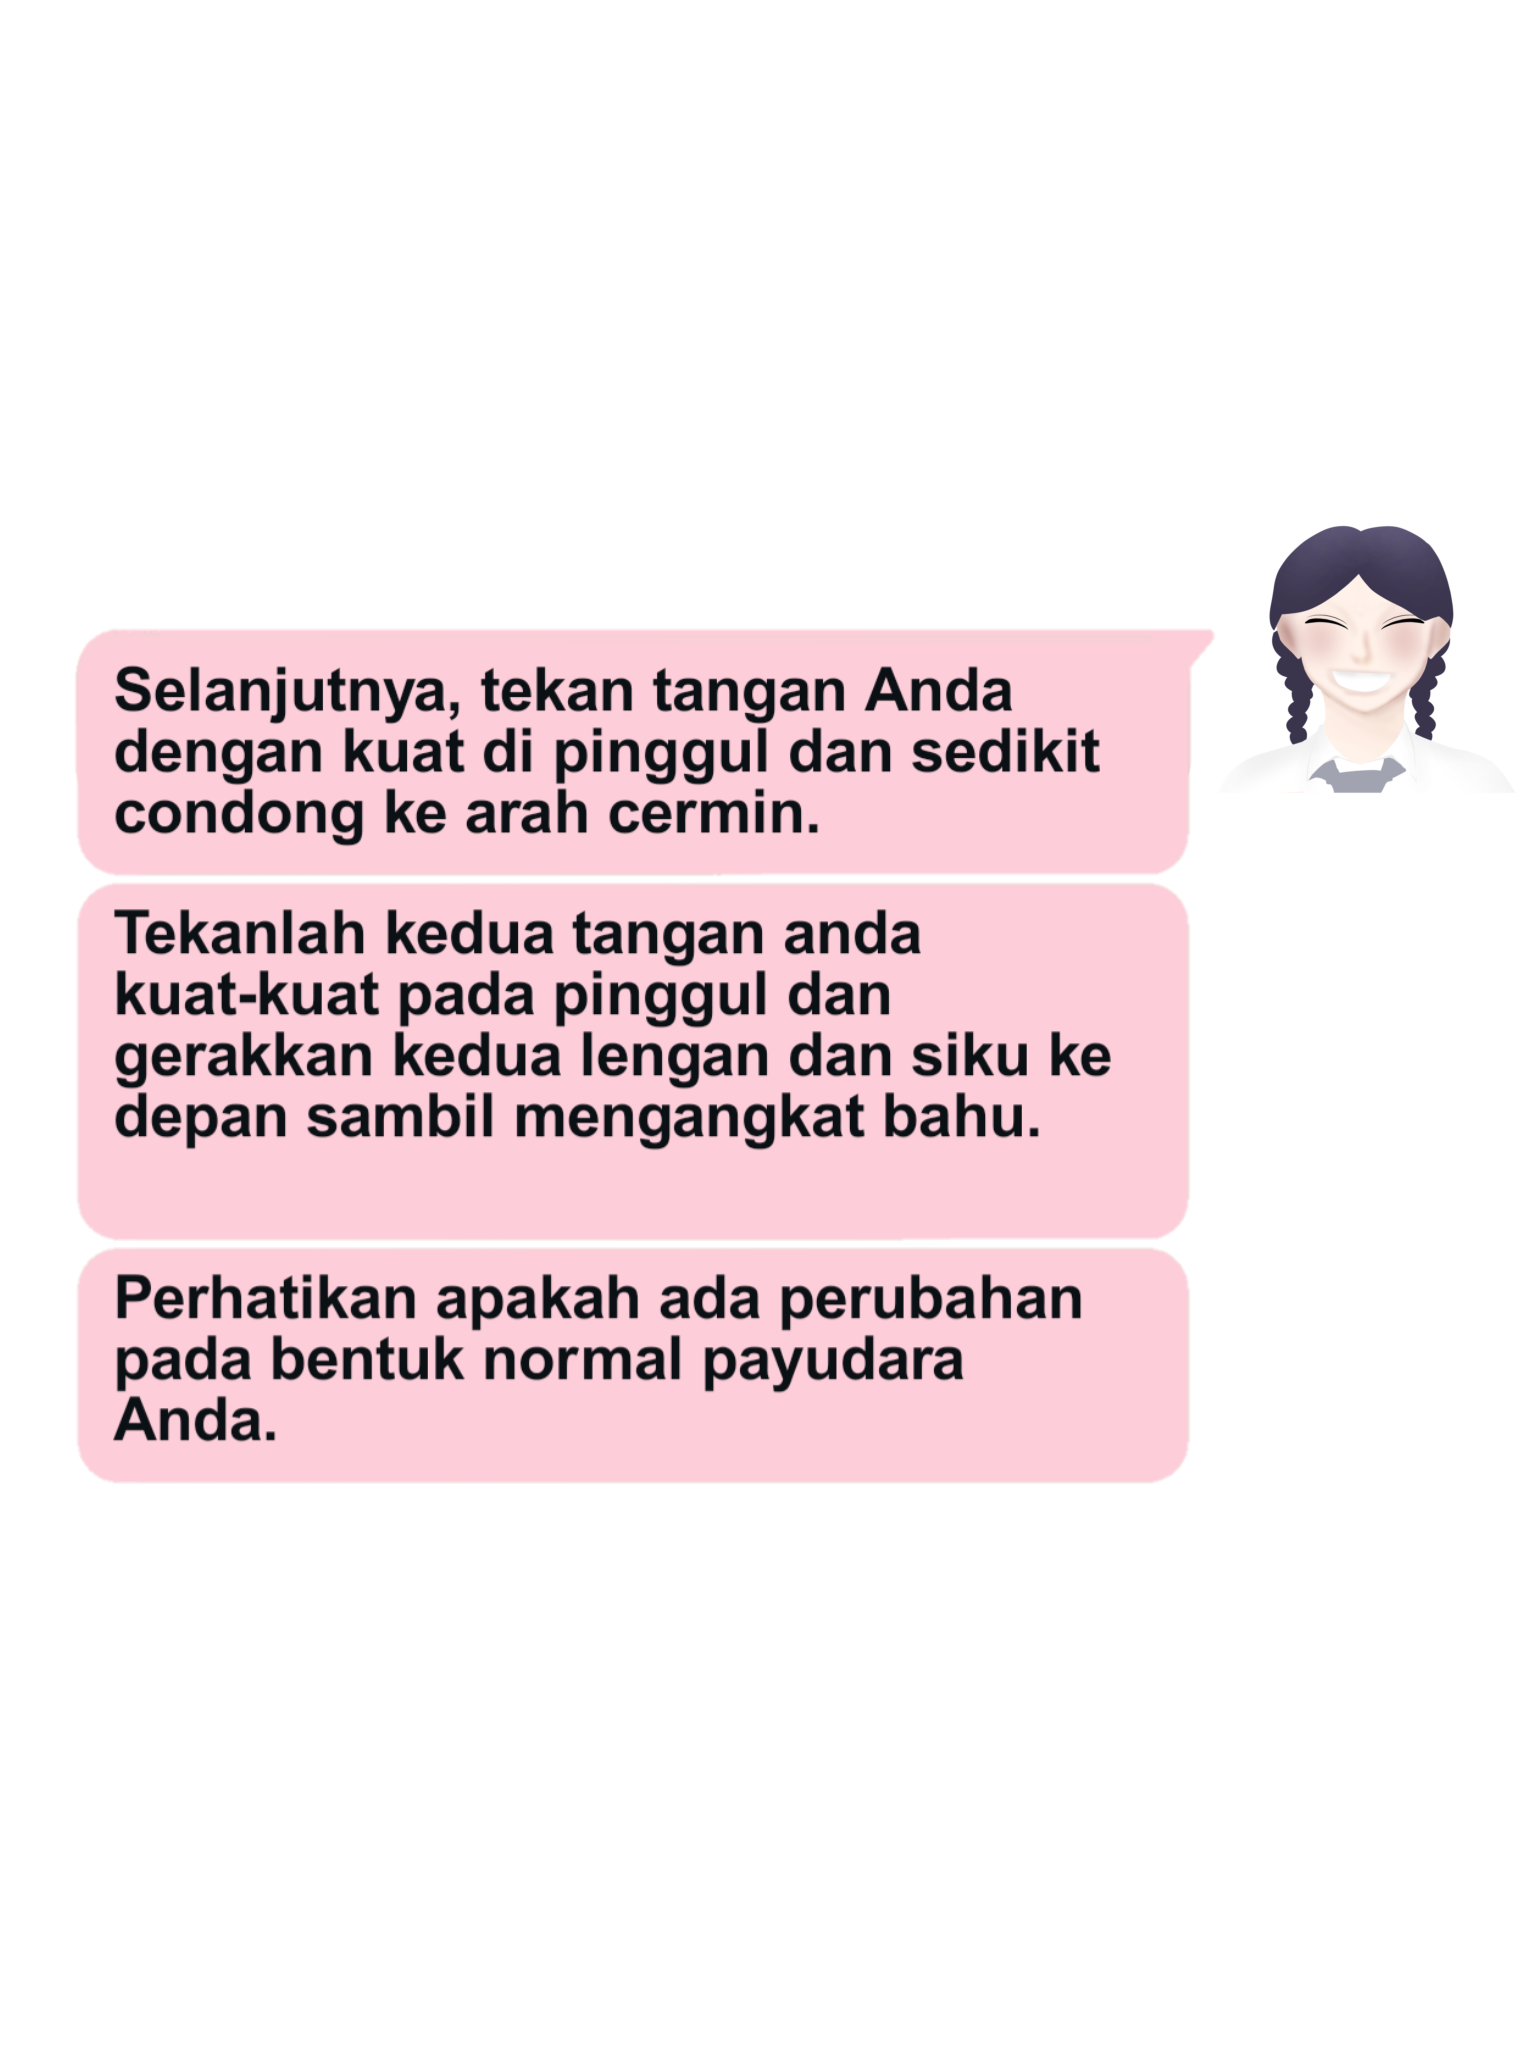 Selanjutnya, tekan tangan Anda
dengan kuat di pinggul dan sedikit
condong ke arah cermin.
Tekanlah kedua tangan anda
kuat-kuat pada pinggul dan
gerakkan kedua lengan dan siku ke
depan sambil mengangkat bahu.
Perhatikan apakah ada perubahan
pada bentuk normal payudara
Anda.